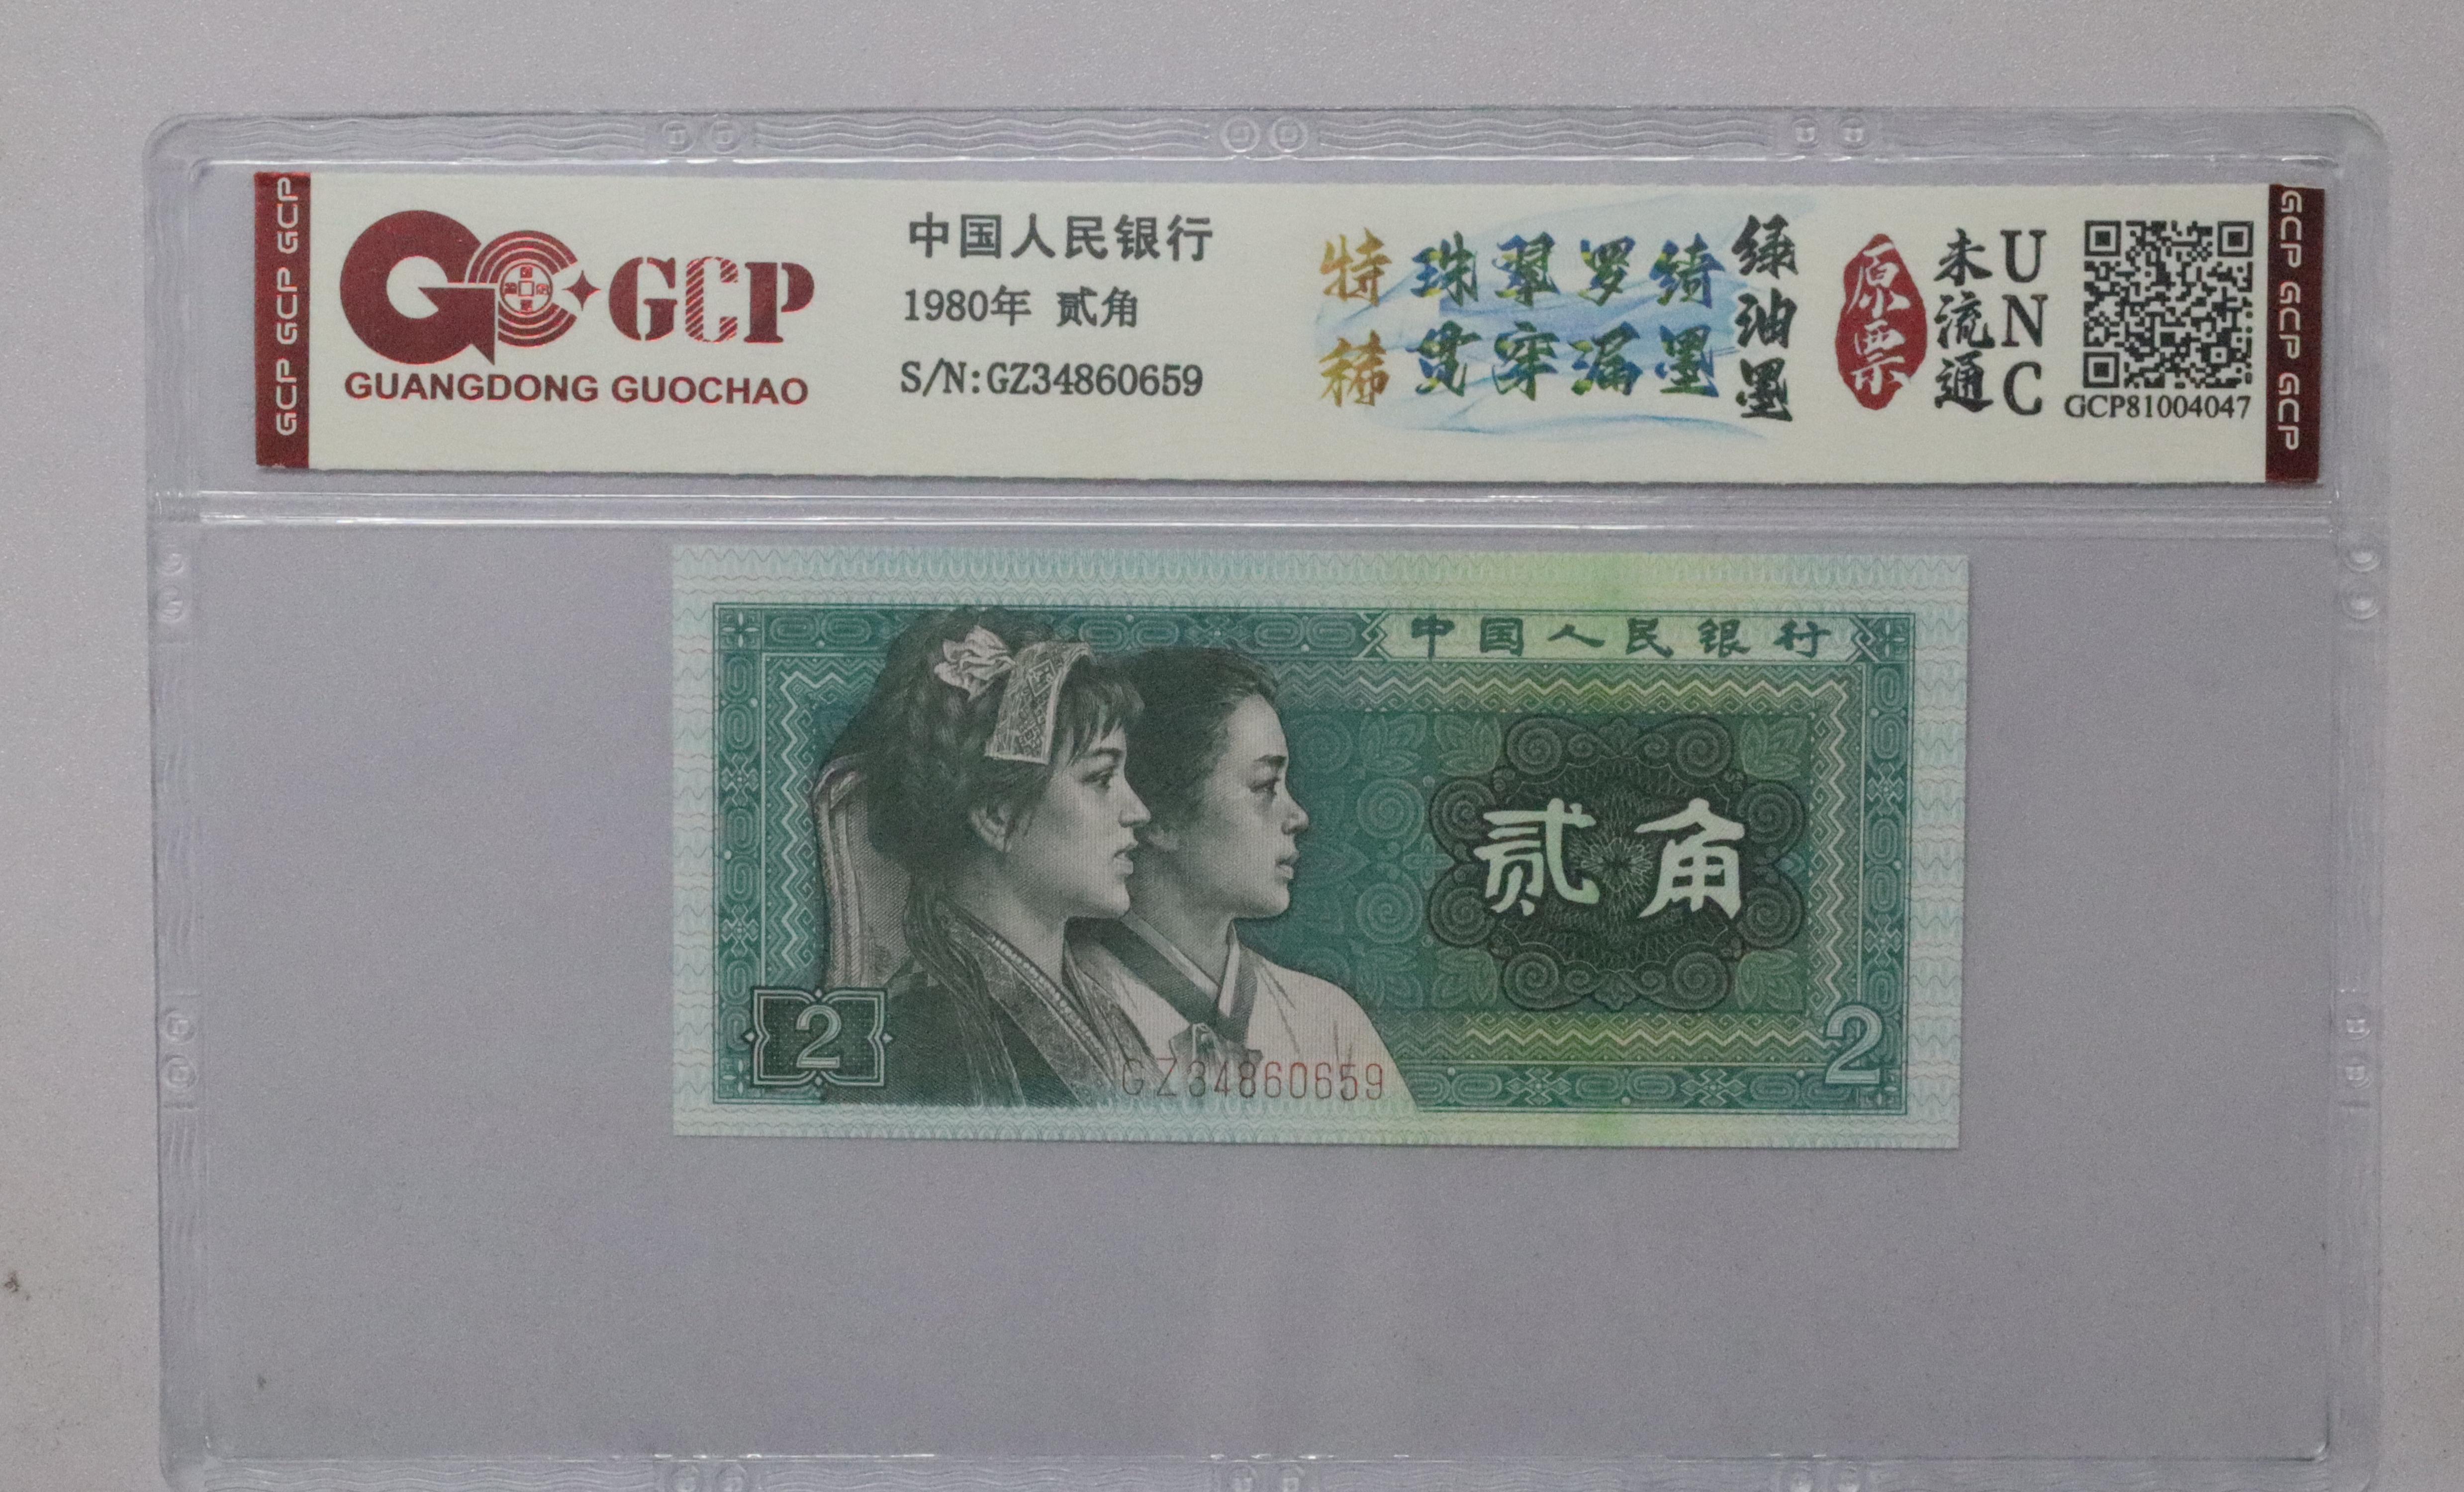 GCP GCP GCP
GCP
GUANGDONG GUOCHAO
中国人民银行
1980年 贰角
S/N:GZ34860659
特稀
珠翠罗绮
贯穿漏墨
绿油墨
原票
未流通
UNC
GCP81004047
GCP GCP GCP
中国人民银行
贰角
2
2
GZ34860659